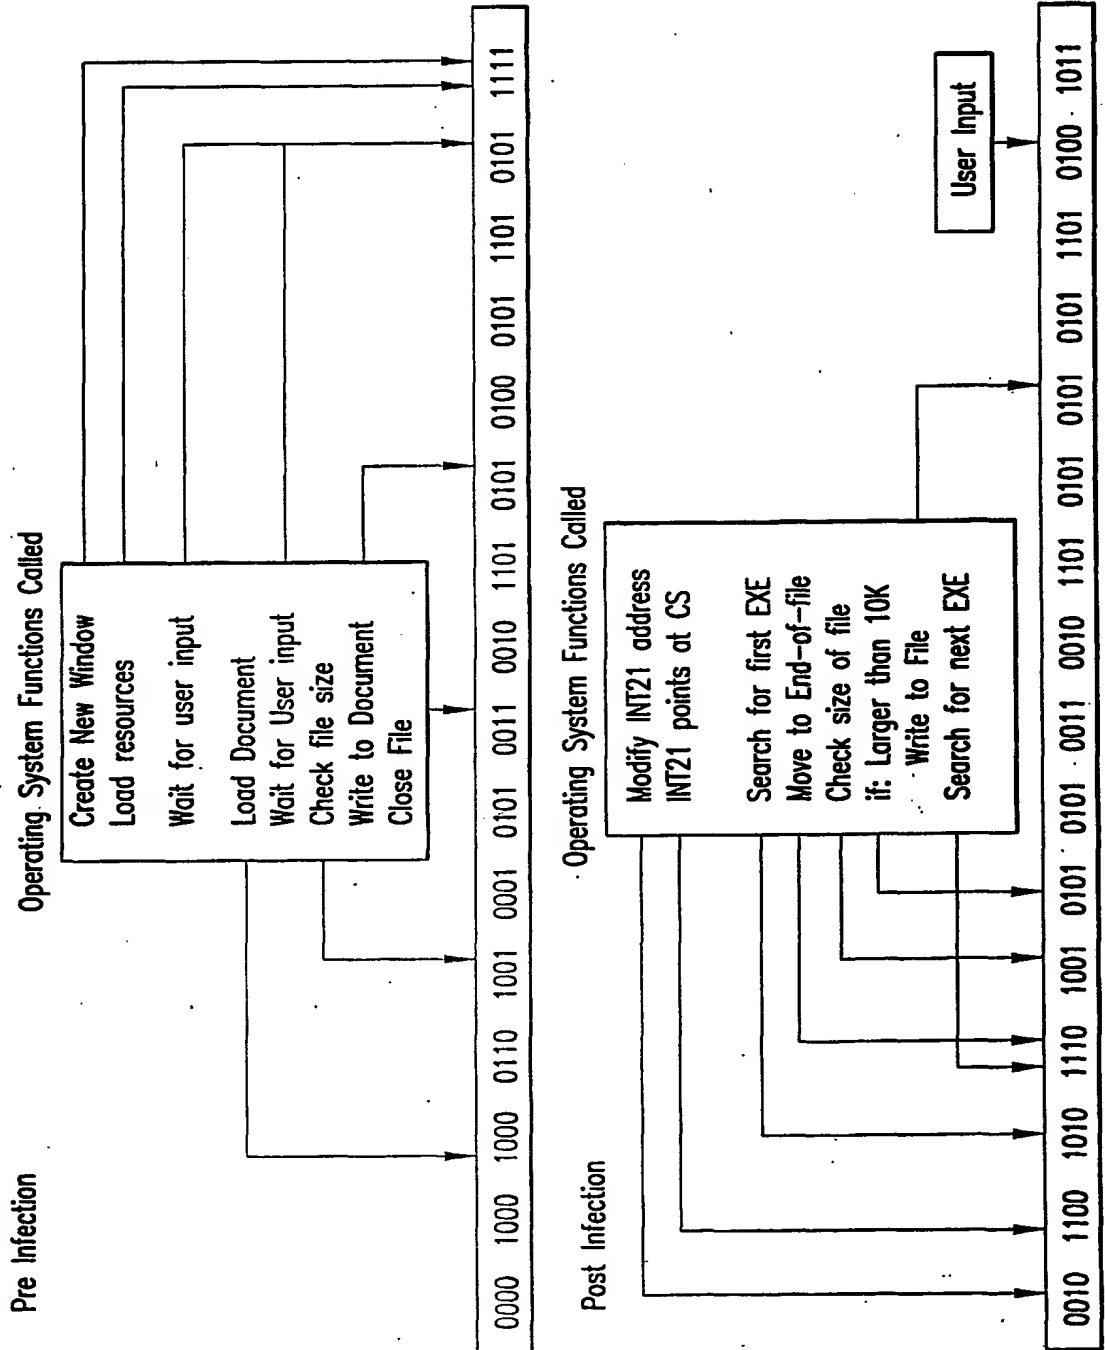 Pre Infection
Operating System Functions Called
Create New Window
Load resources
Wait for user input
Load Document
Wait for User input
Check file size
Write to Document
Close File
0000 1000 1000 0110 1001 0001 0101 0011 0010 1101 0101 0100 0101 1101 0101 1111
Post Infection
Operating System Functions Called
Modify INT21 address
INT21 points at CS
Search for first EXE
Move to End-of-file
Check size of file
if: Larger than 10K
Write to File
Search for next EXE
User Input
0010 1100 1010 1110 1001 0101 0101 0011 0010 1101 0101 0101 0101 1101 0100 1011